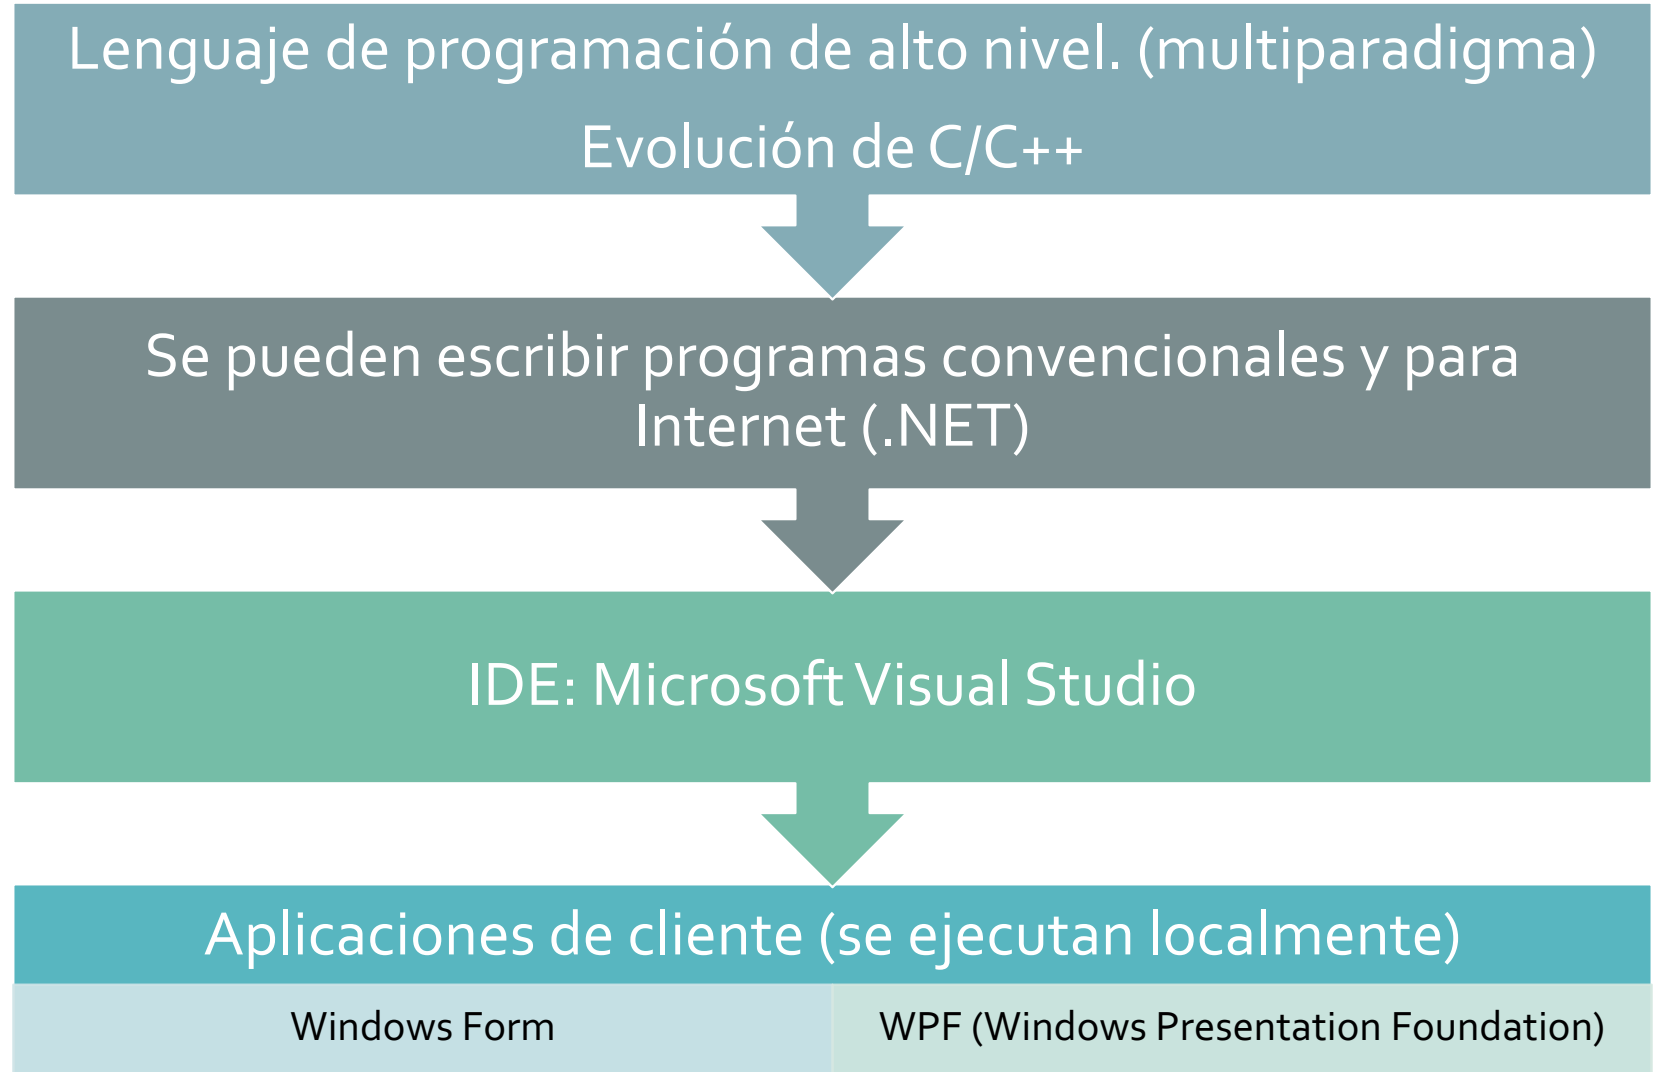 Lenguaje de programación de alto nivel. (multiparadigma)
Evolución de C/C++
Se pueden escribir programas convencionales y para
Internet (.NET)
IDE: Microsoft Visual Studio
Aplicaciones de cliente (se ejecutan localmente)
Windows Form
WPF (Windows Presentation Foundation)